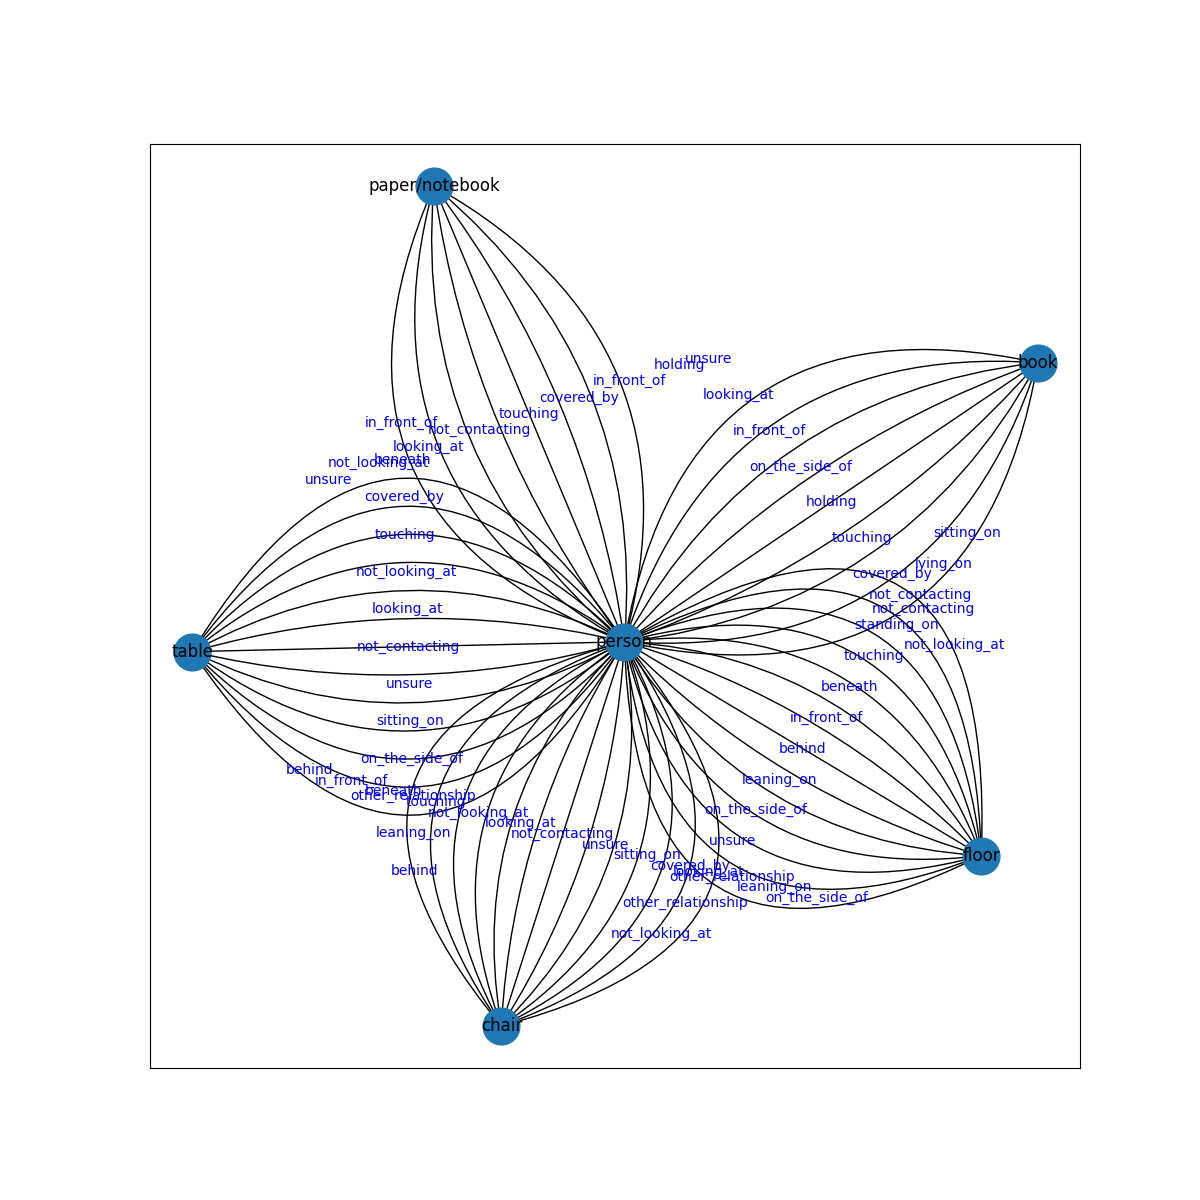 paper/notebook
unsure
book
holding
in_front_of
looking_at
covered_by
touching
in_front_of
not_contacting
in_front_of
looking_at
beneath
not_looking_at
on_the_side_of
unsure
covered_by
holding
touching
sitting_on
touching
lying_on
not_looking_at
covered_by
not_contacting
looking_at
not_contacting
standing_on
person
not_looking_at
not_contacting
table
touching
unsure
beneath
in_front_of
sitting_on
behind
on_the_side_of
behind
leaning_on
in_front_of
beneath
other_relationship
touching
on_the_side_of
not_looking_at
looking_at
leaning_on
not_contacting
unsure
unsure
sitting_on
floor
covered_by
looking_at
behind
other_relationship
leaning_on
on_the_side_of
other_relationship
not_looking_at
chair